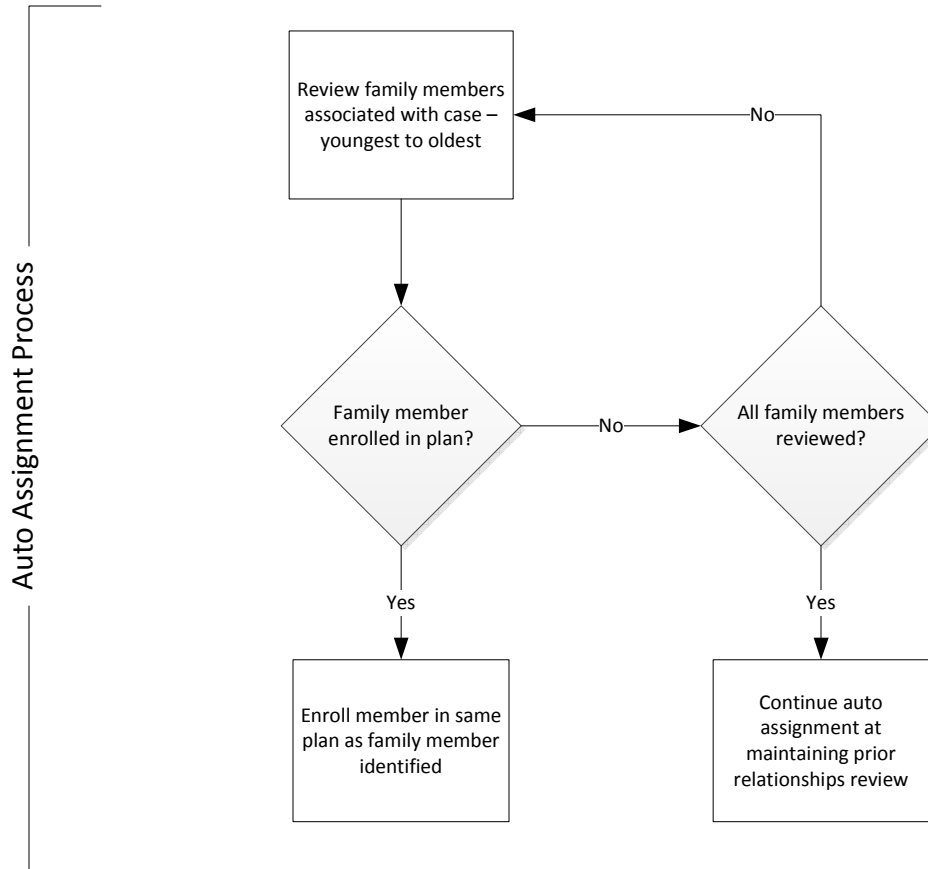 Auto Assignment Process
Review family members
associated with case –
youngest to oldest
No
Family member
enrolled in plan?
No
All family members
reviewed?
Yes
Yes
Enroll member in same
plan as family member
identified
Continue auto
assignment at
maintaining prior
relationships review